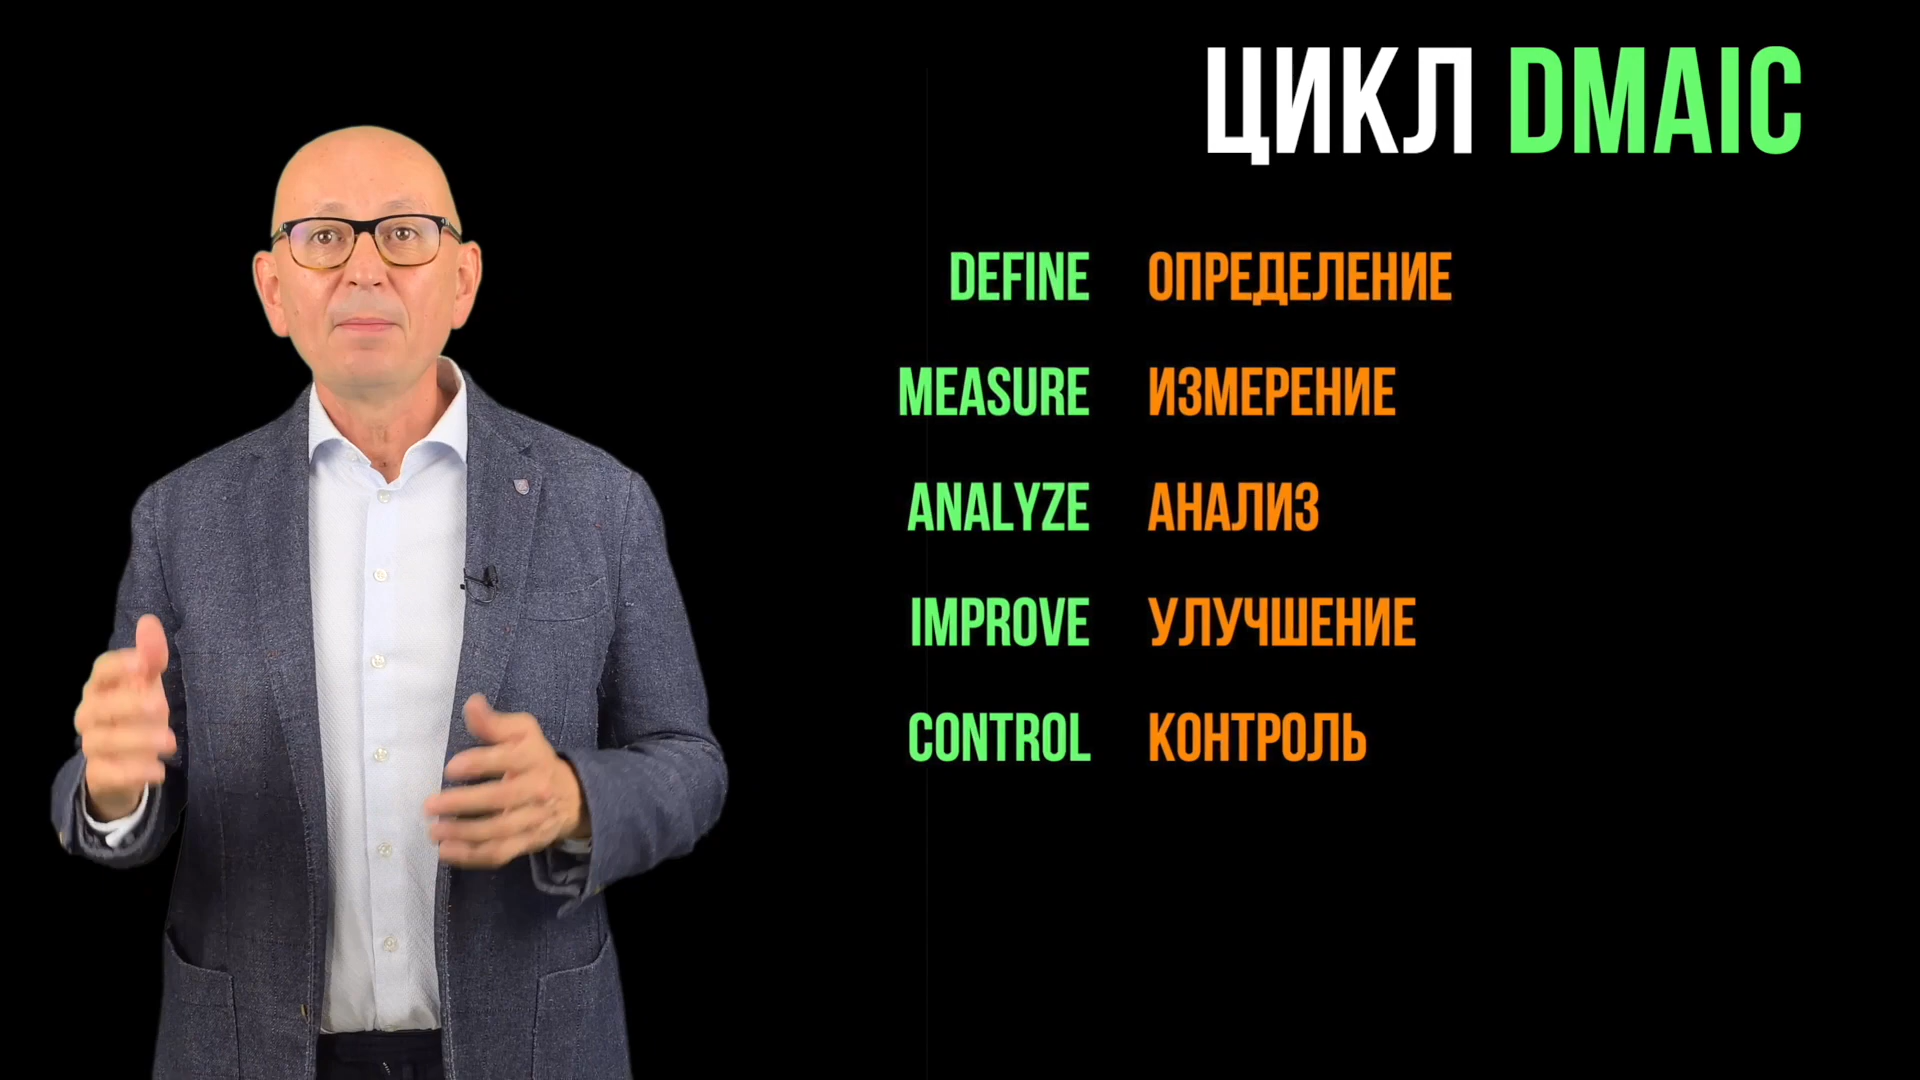 ЦИКЛ DMAIC
DEFINE ОПРЕДЕЛЕНИЕ
MEASURE ИЗМЕРЕНИЕ
ANALYZE АНАЛИЗ
IMPROVE УЛУЧШЕНИЕ
CONTROL КОНТРОЛЬ